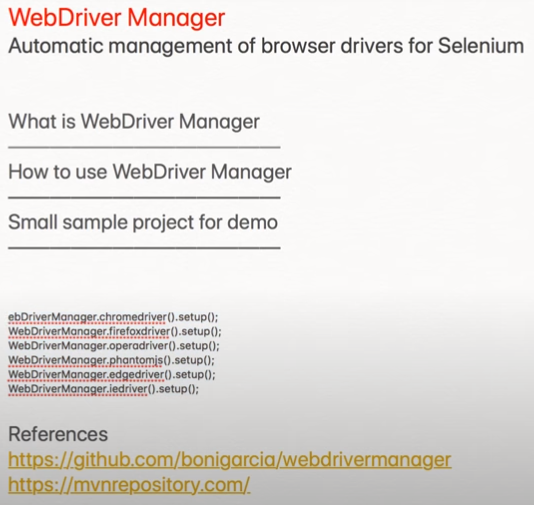 WebDriver Manager
Automatic management of browser drivers for Selenium
What is WebDriver Manager
How to use WebDriver Manager
Small sample project for demo
ebDriverManager.chromedriver().setup();
WebDriverManager.firefoxdriver().setup();
WebDriverManager.operadriver().setup();
WebDriverManager.phantomjs().setup();
WebDriverManager.edgedriver().setup();
WebDriverManager.iedriver().setup();
References
https://github.com/bonigarcia/webdrivermanager
https://mvnrepository.com/